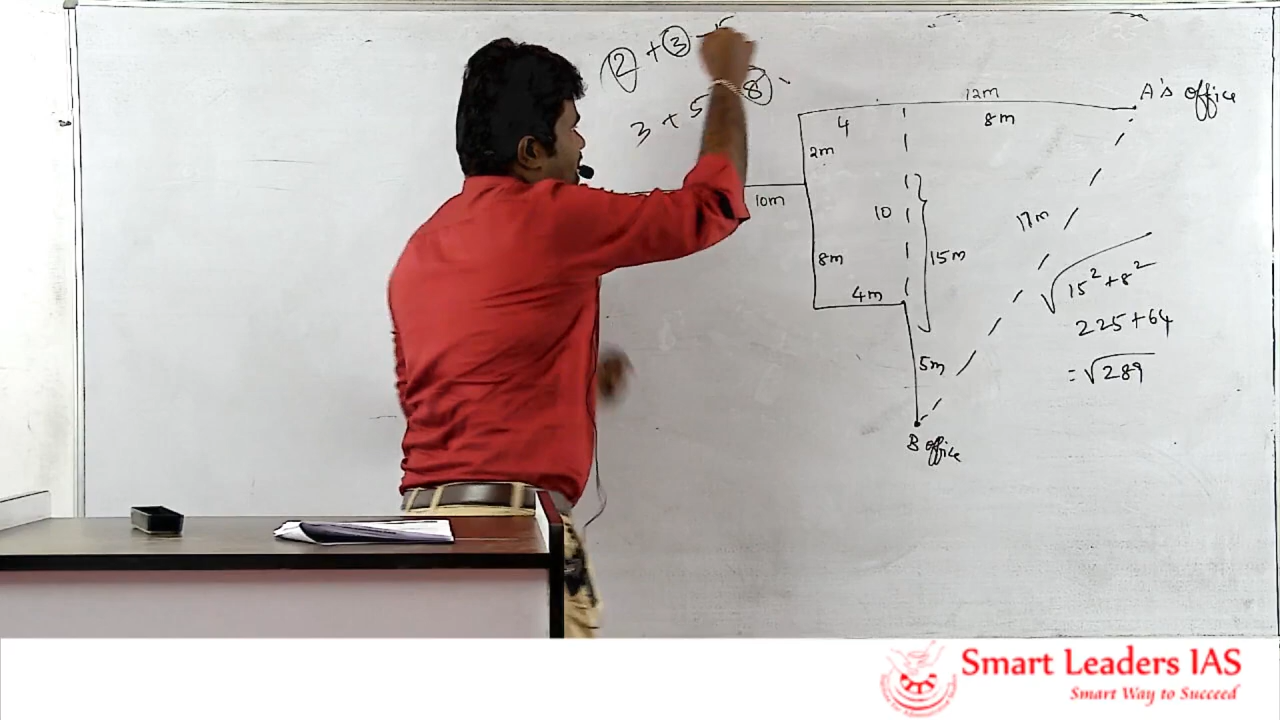 2 + 3 - 5
3 + 5 8
12m
A's office
4
8m
2m
10m
10
17m
8m
15m
4m
√15²+8²
225+64
5m
=√289
B office
Smart Leaders IAS
Smart Way to Succeed